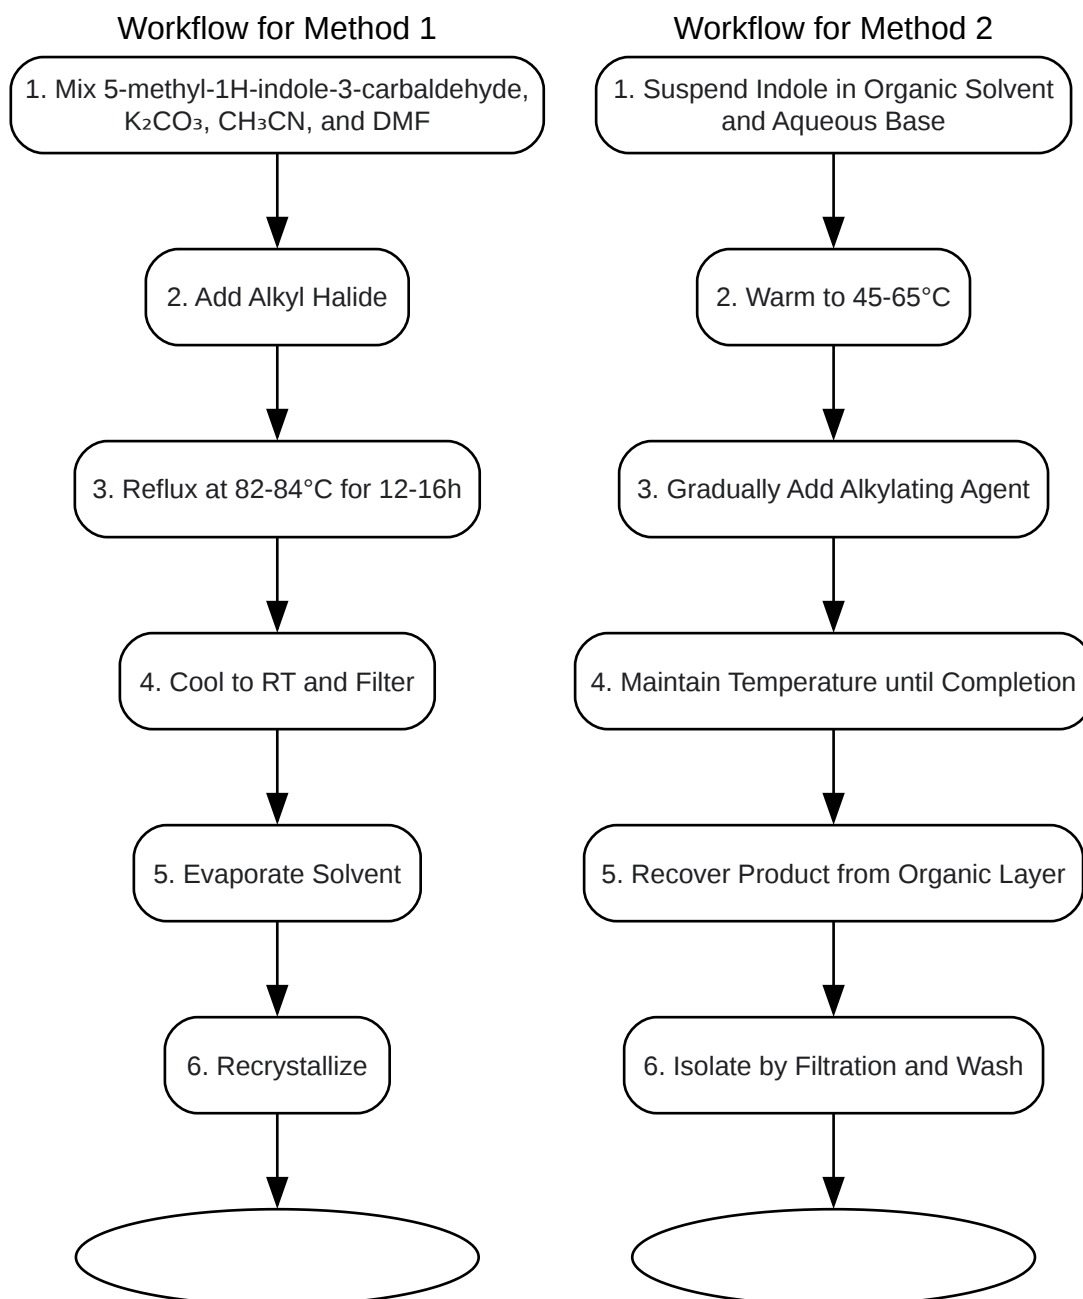 Workflow for Method 1
1. Mix 5-methyl-1H-indole-3-carbaldehyde,
K₂CO₃, CH₃CN, and DMF
2. Add Alkyl Halide
3. Reflux at 82-84°C for 12-16h
4. Cool to RT and Filter
5. Evaporate Solvent
6. Recrystallize
Workflow for Method 2
1. Suspend Indole in Organic Solvent
and Aqueous Base
2. Warm to 45-65°C
3. Gradually Add Alkylating Agent
4. Maintain Temperature until Completion
5. Recover Product from Organic Layer
6. Isolate by Filtration and Wash